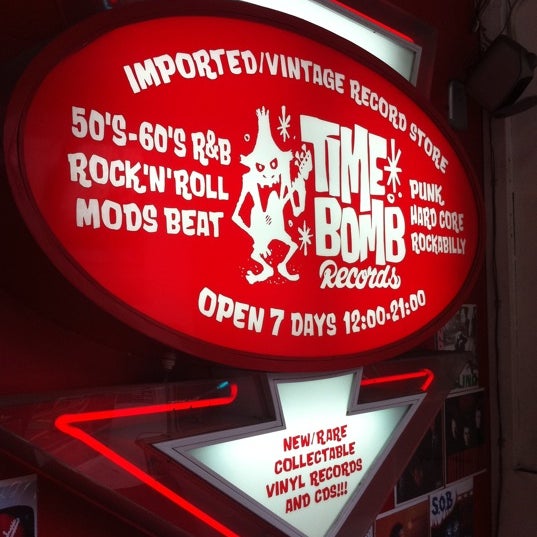 IMPORTED/VINTAGE RECORD STORE
50'S-60'S R&B
ROCK'N'ROLL
MODS BEAT
TIME
BOMB
Records
PUNK
HARD CORE
ROCKABILLY
OPEN 7 DAYS 12:00-21:00
NEW/RARE
COLLECTABLE
VINYL RECORDS
AND CDS!!!
S.O.B